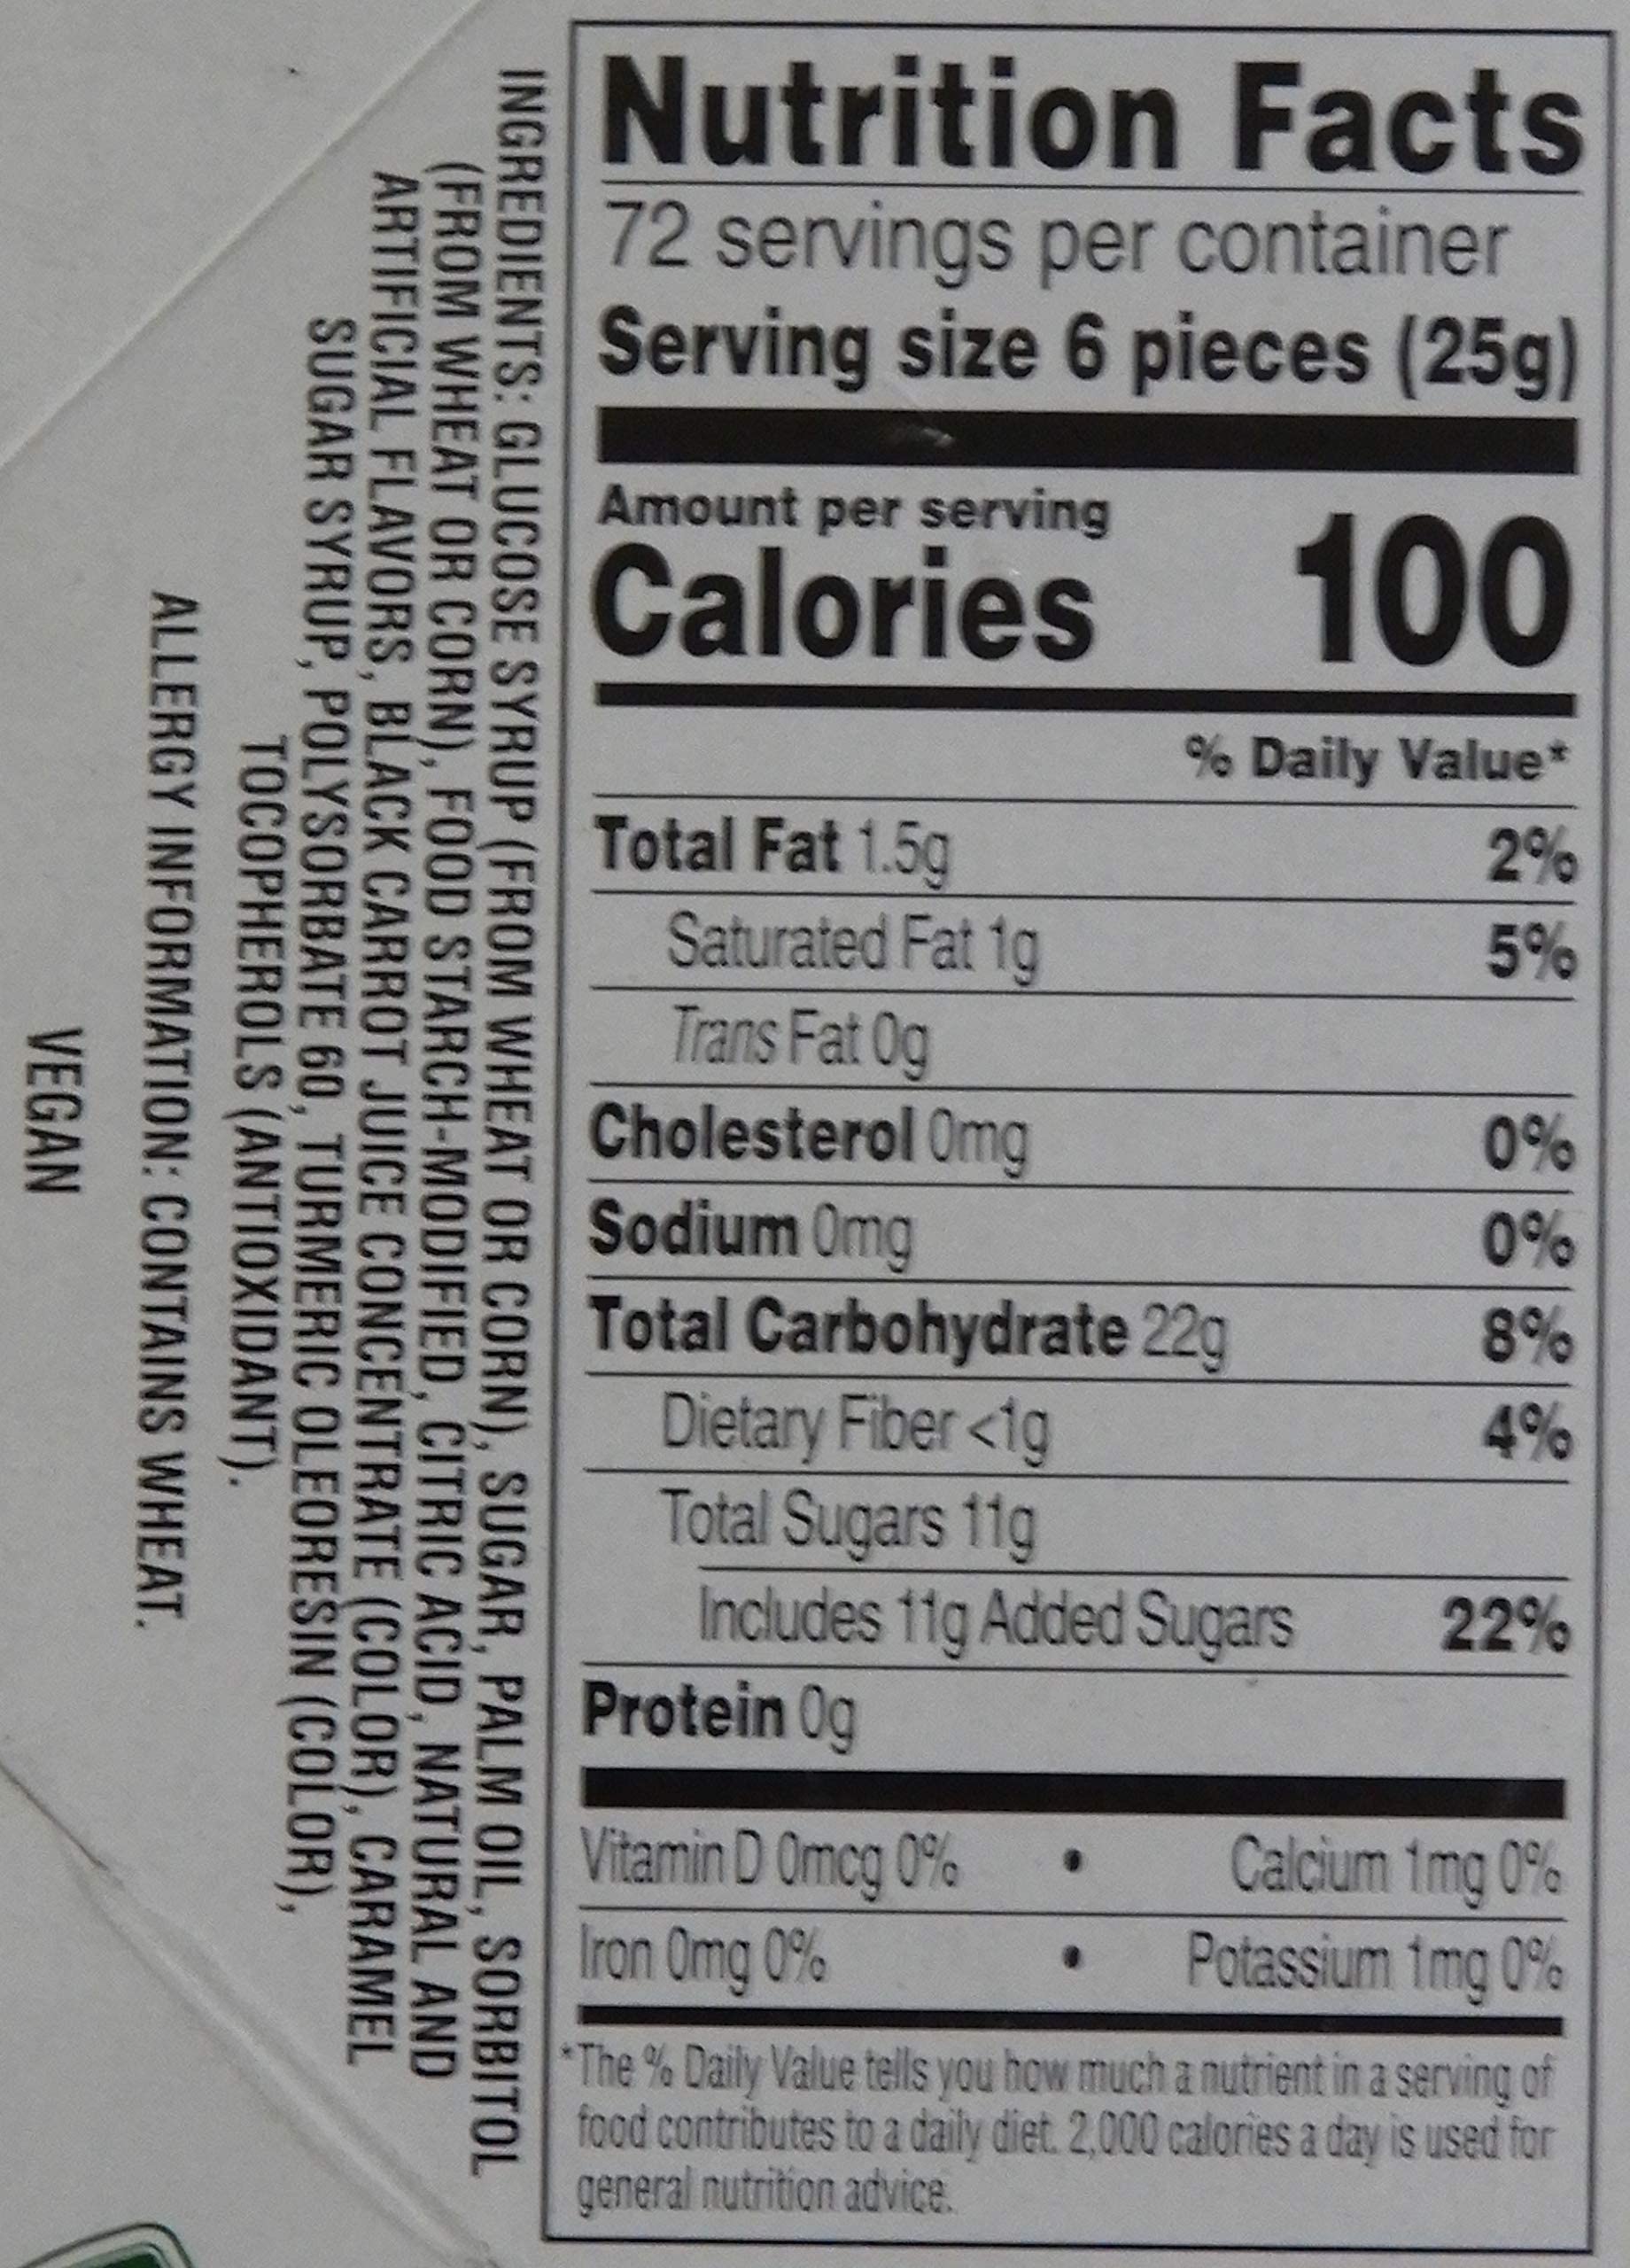 Nutrition Facts
72 servings per container
Serving size 6 pieces (25g)
Amount per serving
Calories 100
% Daily Value*
Total Fat 1.5g 2%
Saturated Fat 1g 5%
Trans Fat 0g
Cholesterol 0mg 0%
Sodium 0mg 0%
Total Carbohydrate 22g 8%
Dietary Fiber <1g 4%
Total Sugars 11g
Includes 11g Added Sugars 22%
Protein 0g
Vitamin D 0mcg 0% • Calcium 1mg 0%
Iron 0mg 0% • Potassium 1mg 0%
*The % Daily Value tells you how much a nutrient in a serving of
food contributes to a daily diet. 2,000 calories a day is used for
general nutrition advice.
INGREDIENTS: GLUCOSE SYRUP (FROM WHEAT OR CORN), SUGAR, PALM OIL, SORBITOL
(FROM WHEAT OR CORN), FOOD STARCH-MODIFIED, CITRIC ACID, NATURAL AND
ARTIFICIAL FLAVORS, BLACK CARROT JUICE CONCENTRATE (COLOR), CARAMEL
SUGAR SYRUP, POLYSORBATE 60, TURMERIC OLEORESIN (COLOR),
TOCOPHEROLS (ANTIOXIDANT).
ALLERGY INFORMATION: CONTAINS WHEAT.
VEGAN